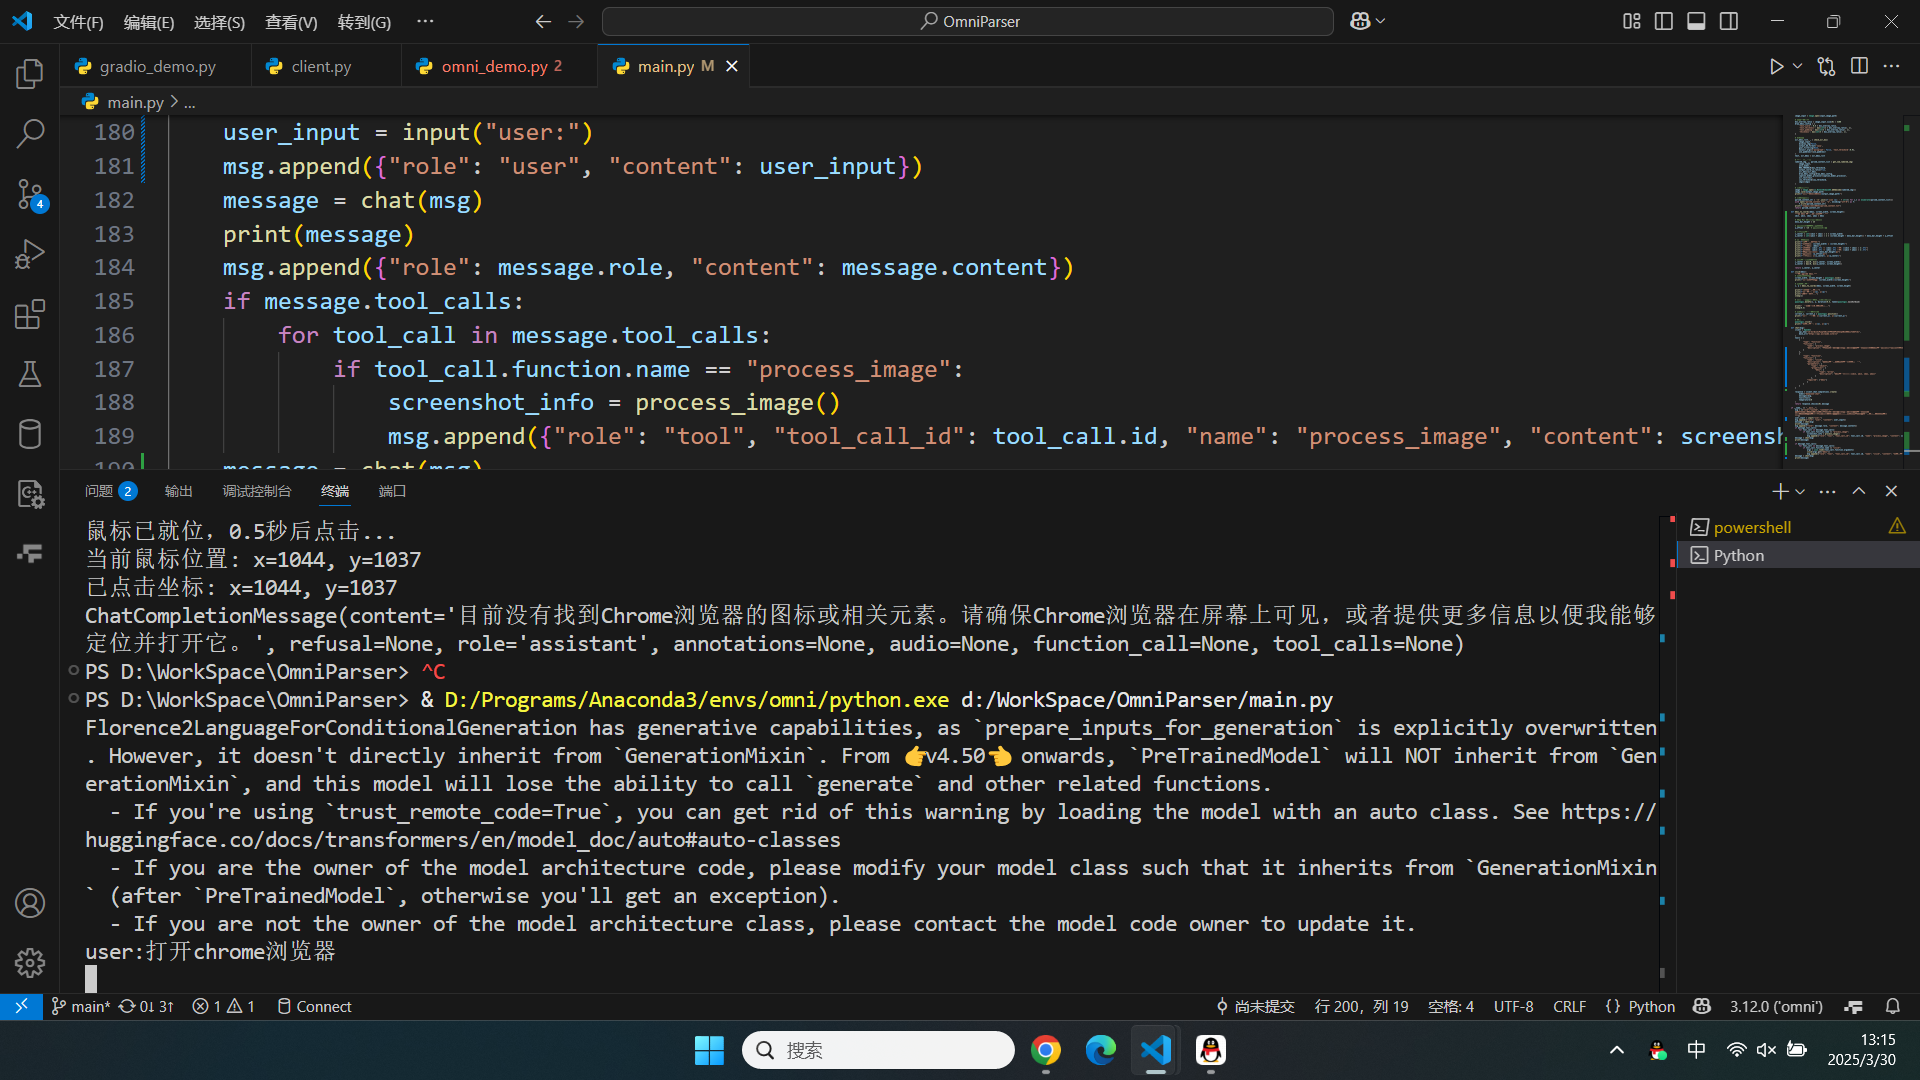 文件(F) 编辑(E) 选择(S) 查看(V) 转到(G) ··· OmniParser
gradio_demo.py client.py omni_demo.py 2 main.py M
main.py > ...
180 user_input = input("user:")
181 msg.append({"role": "user", "content": user_input})
182 message = chat(msg)
183 print(message)
184 msg.append({"role": message.role, "content": message.content})
185 if message.tool_calls:
186 for tool_call in message.tool_calls:
187 if tool_call.function.name == "process_image":
188 screenshot_info = process_image()
189 msg.append({"role": "tool", "tool_call_id": tool_call.id, "name": "process_image", "content": screensh
190 message = chat(msg)
4
问题 2 输出 调试控制台 终端 端口
鼠标已就位，0.5秒后点击...
当前鼠标位置: x=1044, y=1037
已点击坐标: x=1044, y=1037
ChatCompletionMessage(content='目前没有找到Chrome浏览器的图标或相关元素。请确保Chrome浏览器在屏幕上可见，或者提供更多信息以便我能够
定位并打开它。', refusal=None, role='assistant', annotations=None, audio=None, function_call=None, tool_calls=None)
PS D:\WorkSpace\OmniParser> ^C
PS D:\WorkSpace\OmniParser> & D:/Programs/Anaconda3/envs/omni/python.exe d:/WorkSpace/OmniParser/main.py
Florence2LanguageForConditionalGeneration has generative capabilities, as `prepare_inputs_for_generation` is explicitly overwritten
. However, it doesn't directly inherit from `GenerationMixin`. From 👉v4.50👈 onwards, `PreTrainedModel` will NOT inherit from `Gen
erationMixin`, and this model will lose the ability to call `generate` and other related functions.
- If you're using `trust_remote_code=True`, you can get rid of this warning by loading the model with an auto class. See https://
huggingface.co/docs/transformers/en/model_doc/auto#auto-classes
- If you are the owner of the model architecture code, please modify your model class such that it inherits from `GenerationMixin
` (after `PreTrainedModel`, otherwise you'll get an exception).
- If you are not the owner of the model architecture class, please contact the model code owner to update it.
user:打开chrome浏览器
powershell
Python
main* 0↓ 3↑ 1 1 Connect 尚未提交 行 200，列 19 空格: 4 UTF-8 CRLF {} Python 3.12.0 ('omni')
搜索 中 13:15
2025/3/30